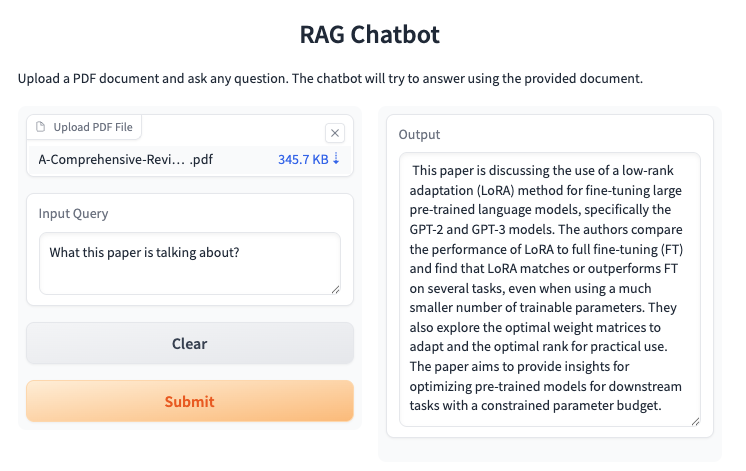 RAG Chatbot
Upload a PDF document and ask any question. The chatbot will try to answer using the provided document.
Upload PDF File
A-Comprehensive-Revi... .pdf
345.7 KB ↓
Input Query
What this paper is talking about?
Clear
Submit
Output
This paper is discussing the use of a low-rank
adaptation (LoRA) method for fine-tuning large
pre-trained language models, specifically the
GPT-2 and GPT-3 models. The authors compare
the performance of LoRA to full fine-tuning (FT)
and find that LoRA matches or outperforms FT
on several tasks, even when using a much
smaller number of trainable parameters. They
also explore the optimal weight matrices to
adapt and the optimal rank for practical use.
The paper aims to provide insights for
optimizing pre-trained models for downstream
tasks with a constrained parameter budget.